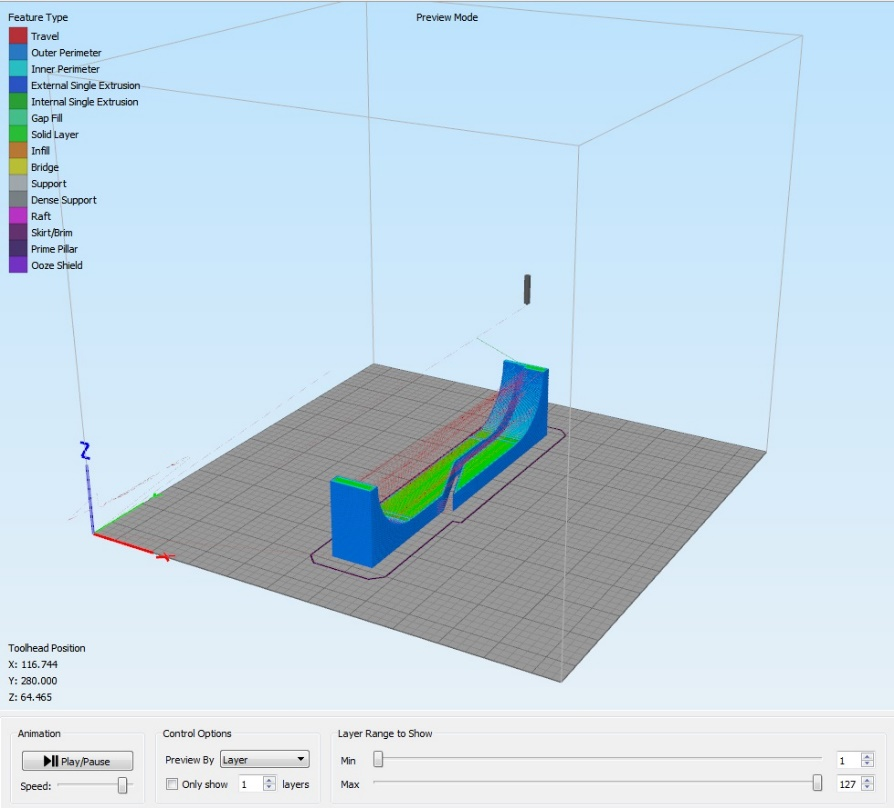 Feature Type
Preview Mode
Travel
Outer Perimeter
Inner Perimeter
External Single Extrusion
Internal Single Extrusion
Gap Fill
Solid Layer
Infill
Bridge
Support
Dense Support
Raft
Skirt/Brim
Prime Pillar
Ooze Shield
Z
X
Toolhead Position
X: 116.744
Y: 280.000
Z: 64.465
Animation
Play/Pause
Speed:
Control Options
Preview By Layer
Only show 1 layers
Layer Range to Show
Min 1
Max 127